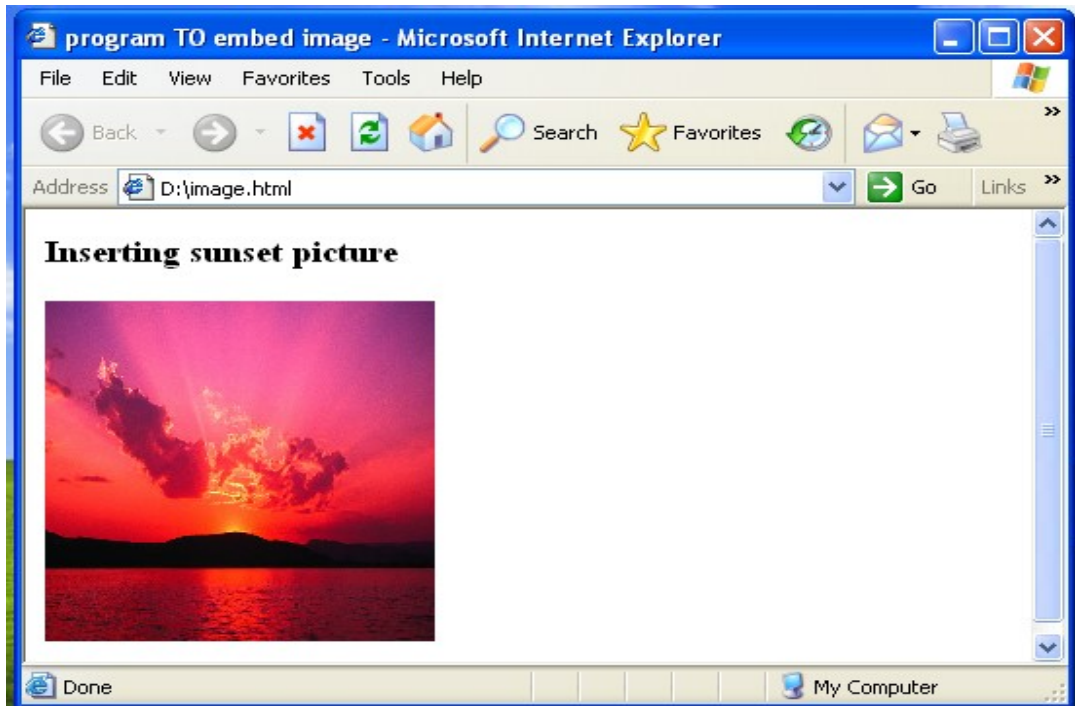 program TO embed image - Microsoft Internet Explorer
File Edit View Favorites Tools Help
Back Search Favorites »
Address D:\image.html Go Links »
Inserting sunset picture
Done My Computer